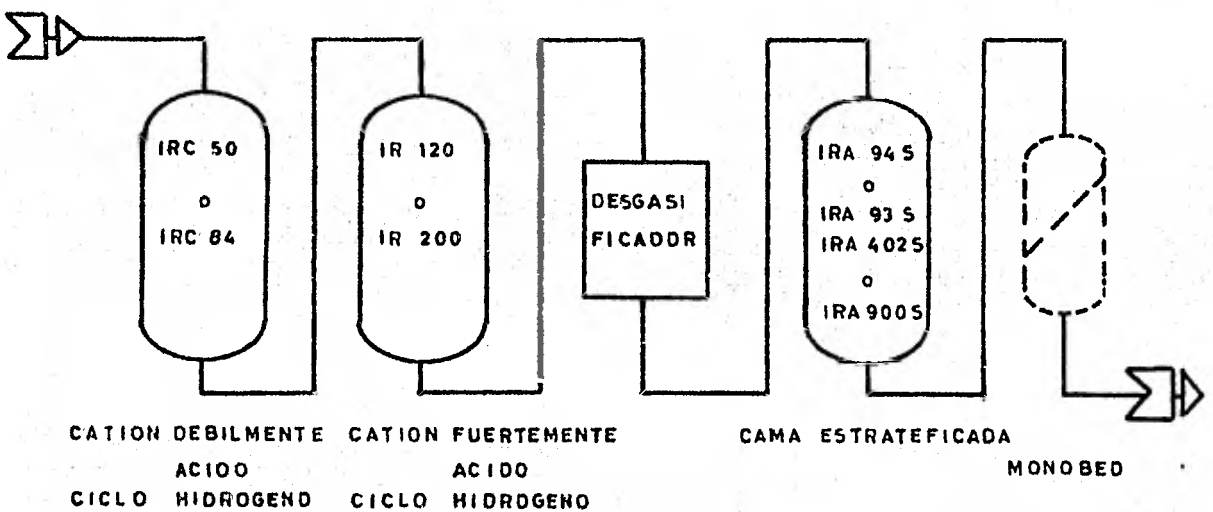 IRC 50
o
IRC 84
IR 120
o
IR 200
DESGASI
FICADOR
IRA 94 S
o
IRA 93 S
IRA 402 S
o
IRA 900 S
CATION DEBILMENTE
ACIDO
CICLO HIDROGENO
CATION FUERTEMENTE
ACIDO
CICLO HIDROGENO
CAMA ESTRATEFICADA
MONOBED